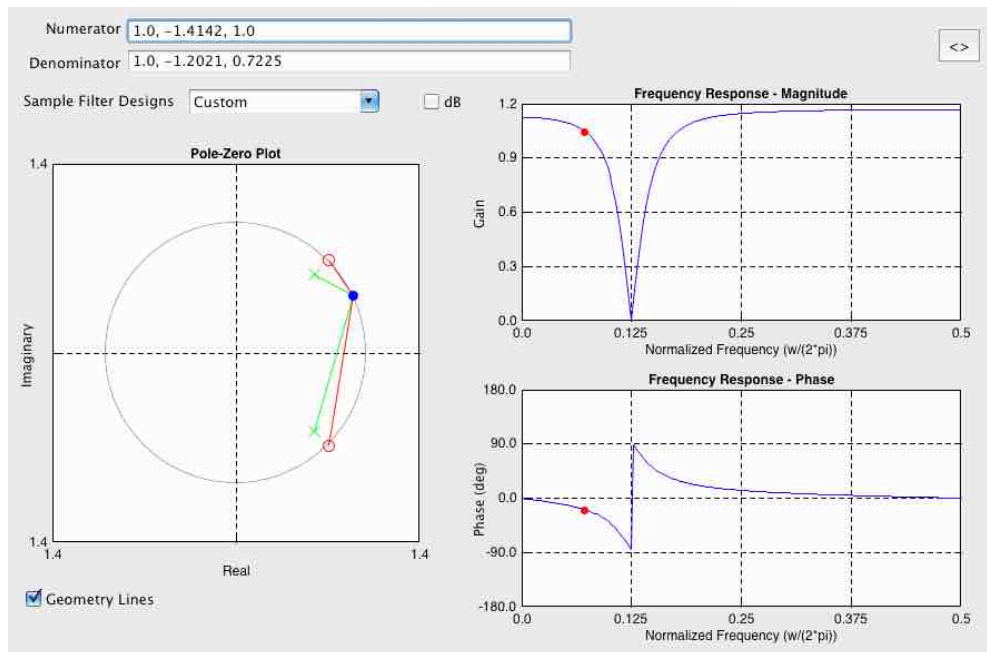 Numerator 1.0, -1.4142, 1.0
Denominator 1.0, -1.2021, 0.7225
<>
Sample Filter Designs Custom
dB
Pole-Zero Plot
1.4
Imaginary
1.4
1.4
1.4
Real
Geometry Lines
Frequency Response - Magnitude
1.2
0.9
0.6
0.3
0.0
Gain
0.0 0.125 0.25 0.375 0.5
Normalized Frequency (w/(2*pi))
Frequency Response - Phase
180.0
90.0
0.0
-90.0
-180.0
Phase (deg)
0.0 0.125 0.25 0.375 0.5
Normalized Frequency (w/(2*pi))